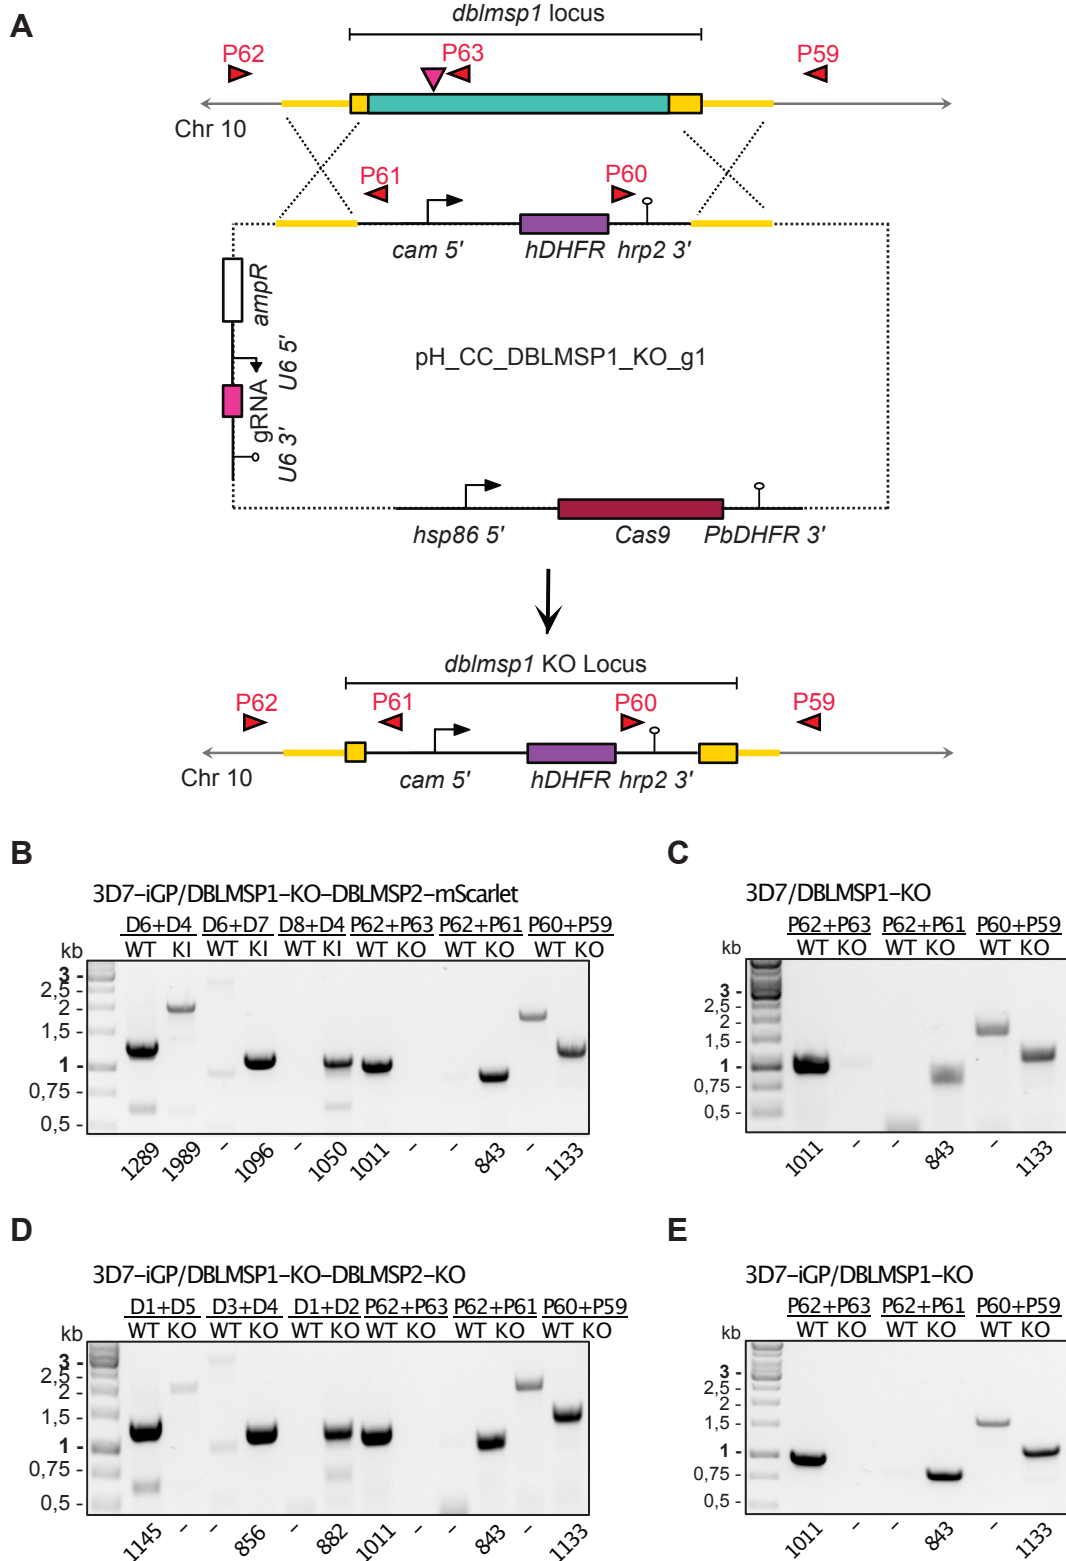 A
dblmsp1 locus
P62
P63
P59
Chr 10
P61
P60
cam 5'
hDHFR
hrp2 3'
ampR
U6 5'
gRNA
U6 3'
pH_CC_DBLMSP1_KO_g1
hsp86 5'
Cas9
PbDHFR 3'
dblmsp1 KO Locus
P62
P61
P60
P59
Chr 10
cam 5'
hDHFR
hrp2 3'
B
3D7-iGP/DBLMSP1-KO-DBLMSP2-mScarlet
D6+D4 D6+D7 D8+D4 P62+P63 P62+P61 P60+P59
kb WT KI WT KI WT KI WT KO WT KO WT KO
3 -
2,5 -
2 -
1,5 -
1 -
0,75 -
0,5 -
1289 1989 - 1096 - 1050 1011 - - 843 - 1133
C
3D7/DBLMSP1-KO
P62+P63 P62+P61 P60+P59
kb WT KO WT KO WT KO
3 -
2,5 -
2 -
1,5 -
1 -
0,75 -
0,5 -
1011 - - 843 - 1133
D
3D7-iGP/DBLMSP1-KO-DBLMSP2-KO
D1+D5 D3+D4 D1+D2 P62+P63 P62+P61 P60+P59
kb WT KO WT KO WT KO WT KO WT KO WT KO
3 -
2,5 -
2 -
1,5 -
1 -
0,75 -
0,5 -
1145 - - 856 - 882 1011 - - 843 - 1133
E
3D7-iGP/DBLMSP1-KO
P62+P63 P62+P61 P60+P59
kb WT KO WT KO WT KO
3 -
2,5 -
2 -
1,5 -
1 -
0,75 -
0,5 -
1011 - - 843 - 1133